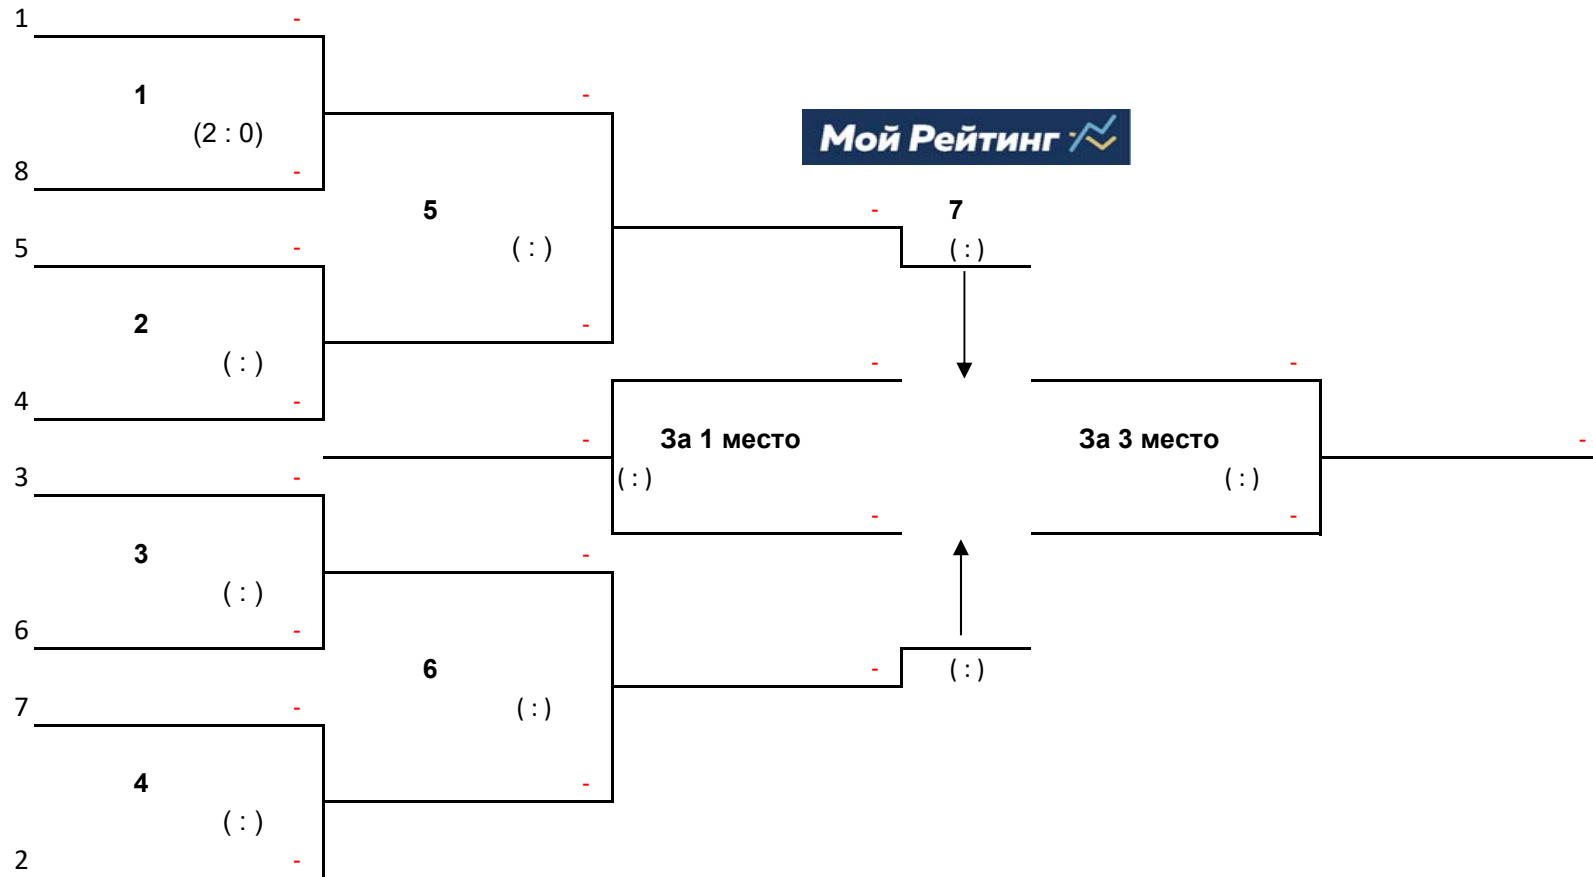 1 -
1
(2 : 0)
-
Мой Рейтинг
8 -
5
- 7
5 -
( : )
( : )
2
-
( : )
-
-
4 -
- За 1 место
За 3 место
-
3 -
( : )
( : )
-
-
3
-
( : )
6 -
6
-
( : )
7 -
( : )
4
-
( : )
2 -